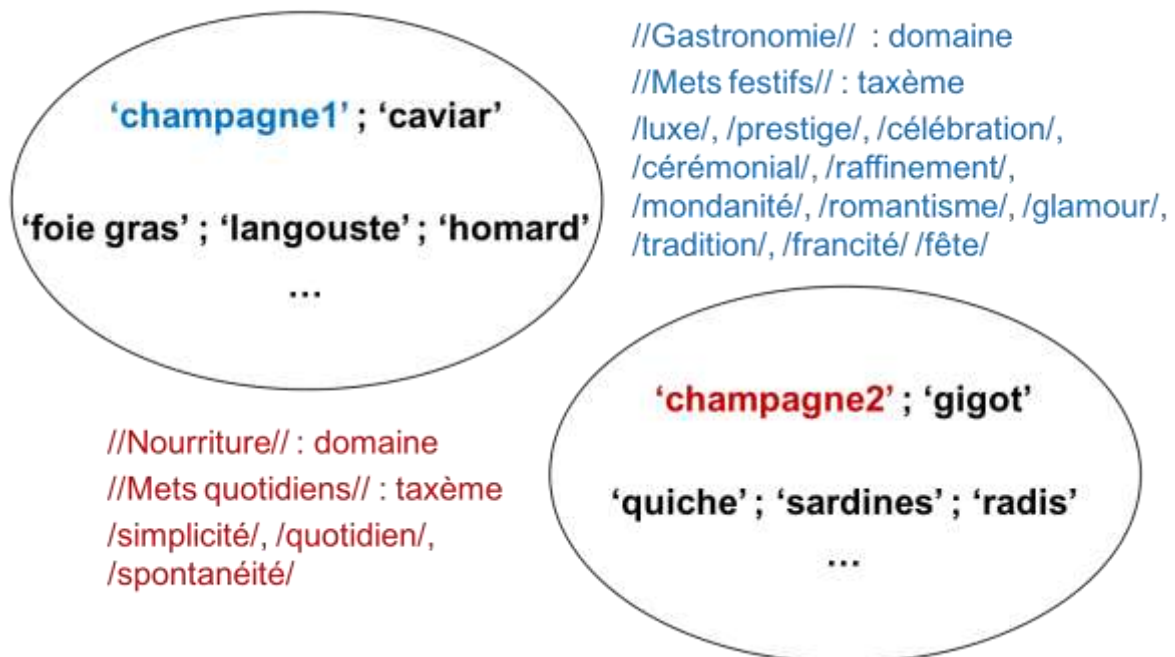 //Gastronomie// : domaine
//Mets festifs// : taxème
/luxe/, /prestige/, /célébration/,
/cérémonial/, /raffinement/,
/mondanité/, /romantisme/, /glamour/,
/tradition/, /francité/ /fête/
‘champagne1’ ; ‘caviar’
‘foie gras’ ; ‘langouste’ ; ‘homard’
…
‘champagne2’ ; ‘gigot’
‘quiche’ ; ‘sardines’ ; ‘radis’
…
//Nourriture// : domaine
//Mets quotidiens// : taxème
/simplicité/, /quotidien/,
/spontanéité/